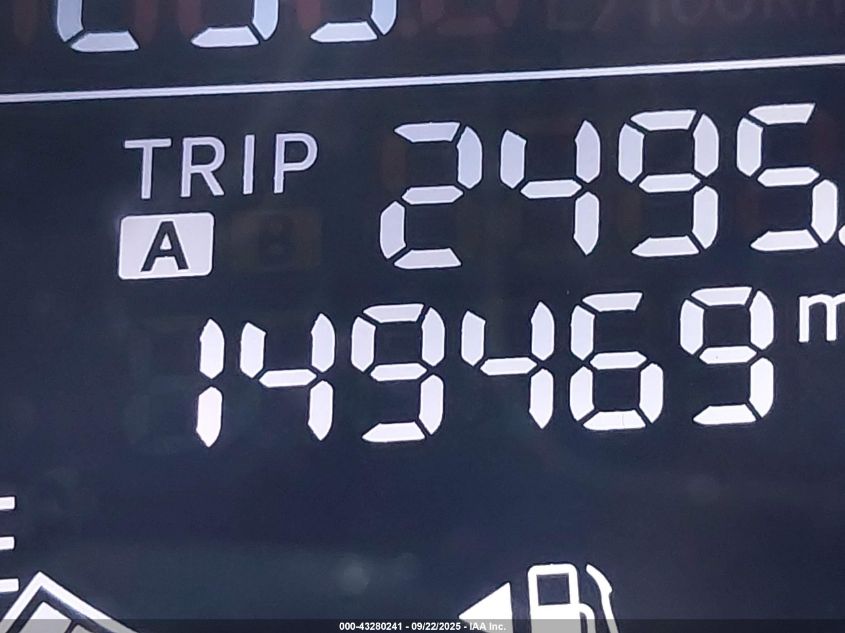 TRIP 2495.
A
149469 m
E
000-43280241 - 09/22/2025 - IAA Inc.